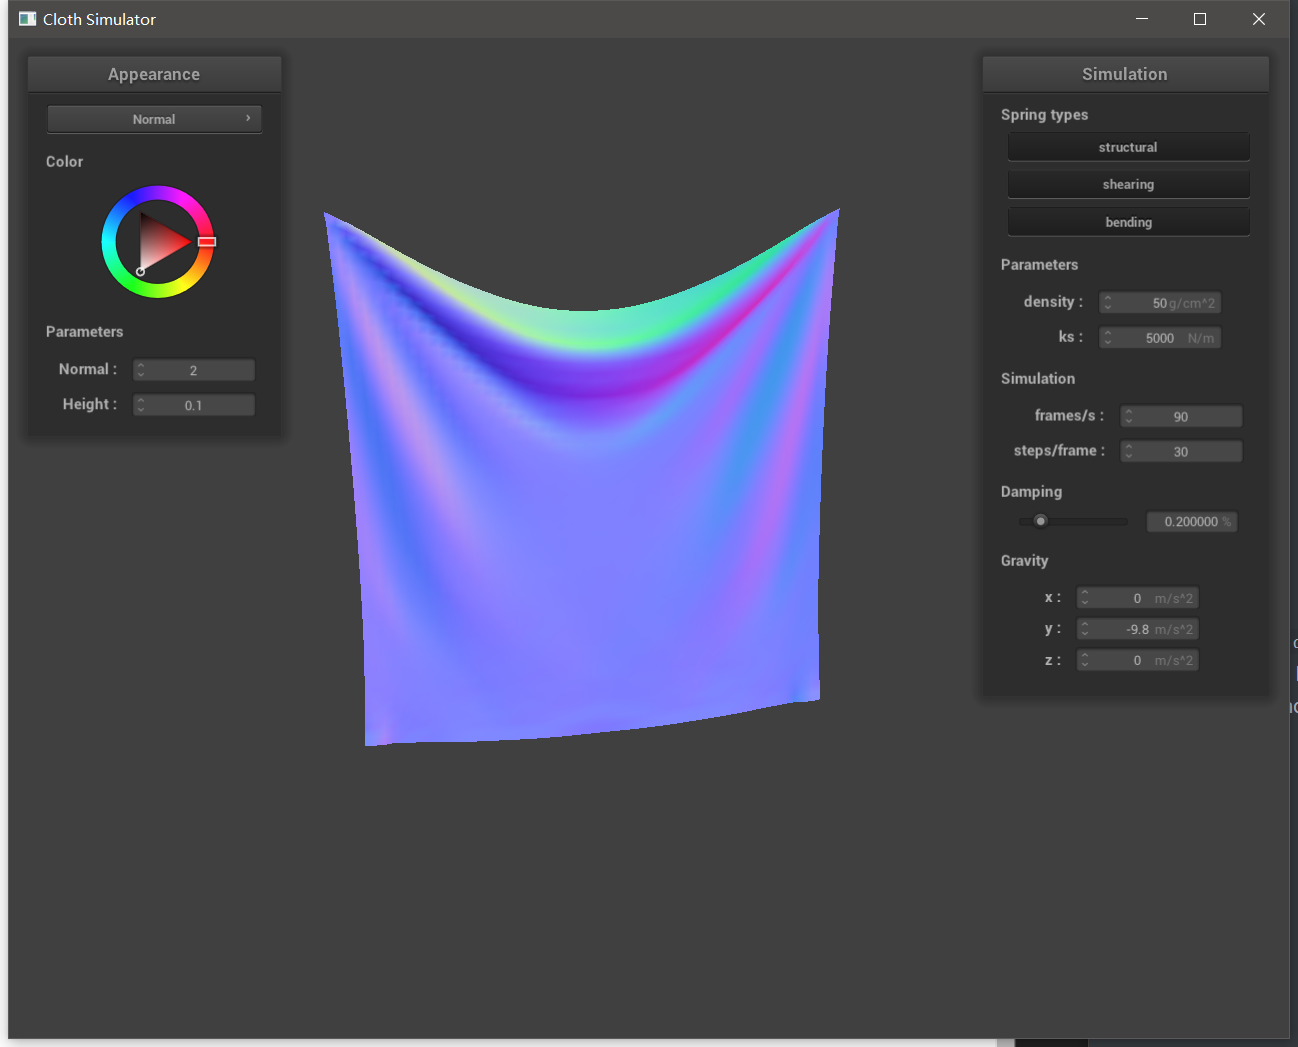 Cloth Simulator
Appearance
Normal
Color
Parameters
Normal : 2
Height : 0.1
Simulation
Spring types
structural
shearing
bending
Parameters
density : 50 g/cm^2
ks : 5000 N/m
Simulation
frames/s : 90
steps/frame : 30
Damping
0.200000 %
Gravity
x : 0 m/s^2
y : -9.8 m/s^2
z : 0 m/s^2